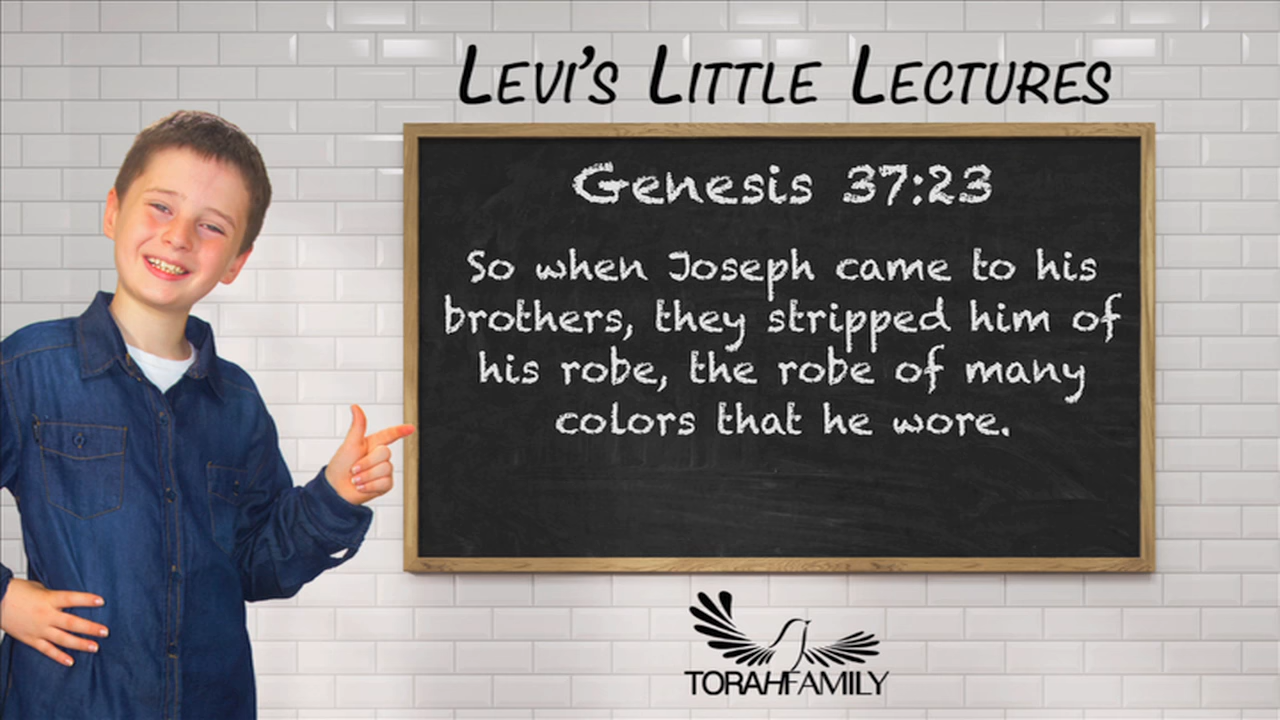 Levi's Little Lectures
Genesis 37:23
So when Joseph came to his
brothers, they stripped him of
his robe, the robe of many
colors that he wore.
TORAHFAMILY